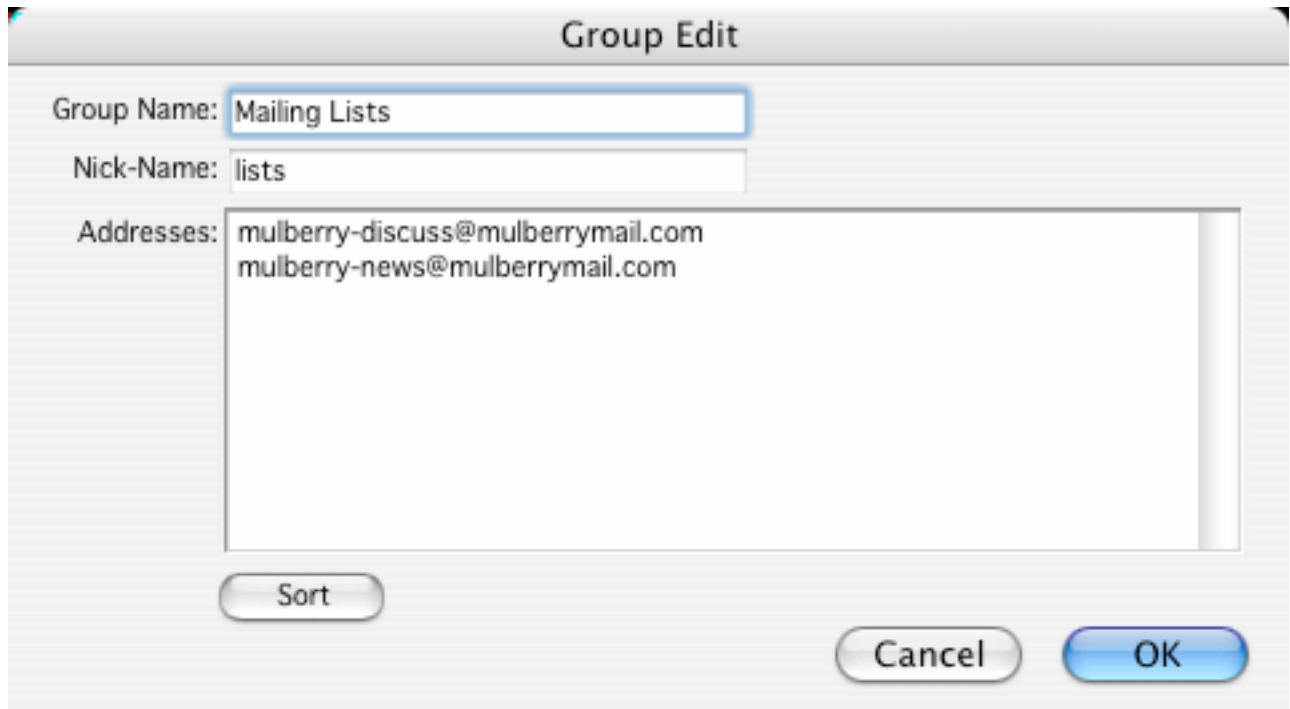 Group Edit
Group Name: Mailing Lists
Nick-Name: lists
Addresses: mulberry-discuss@mulberrymail.com
mulberry-news@mulberrymail.com
Sort
Cancel OK